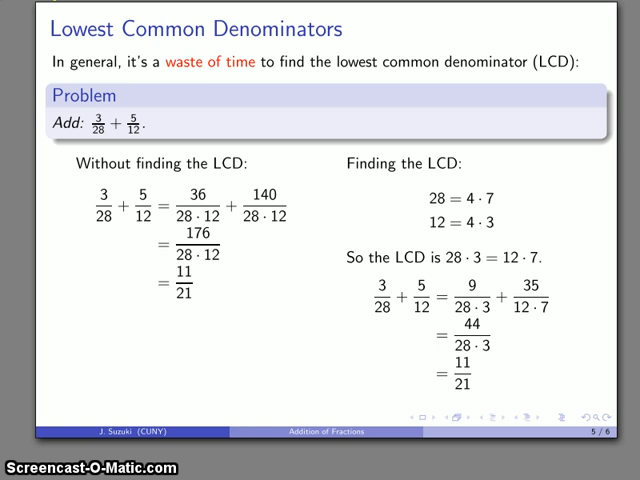 Lowest Common Denominators
In general, it's a waste of time to find the lowest common denominator (LCD):
Problem
Add: 3/28 + 5/12.
Without finding the LCD:
3/28 + 5/12 = 36/(28 · 12) + 140/(28 · 12)
= 176/(28 · 12)
= 11/21
Finding the LCD:
28 = 4 · 7
12 = 4 · 3
So the LCD is 28 · 3 = 12 · 7.
3/28 + 5/12 = 9/(28 · 3) + 35/(12 · 7)
= 44/(28 · 3)
= 11/21
J. Suzuki (CUNY) Addition of Fractions 5 / 6
Screencast-O-Matic.com